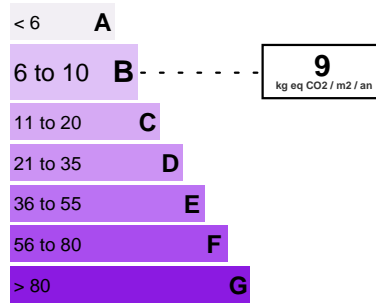 < 6 A
6 to 10 B
9
kg eq CO2 / m2 / an
11 to 20 C
21 to 35 D
36 to 55 E
56 to 80 F
> 80 G